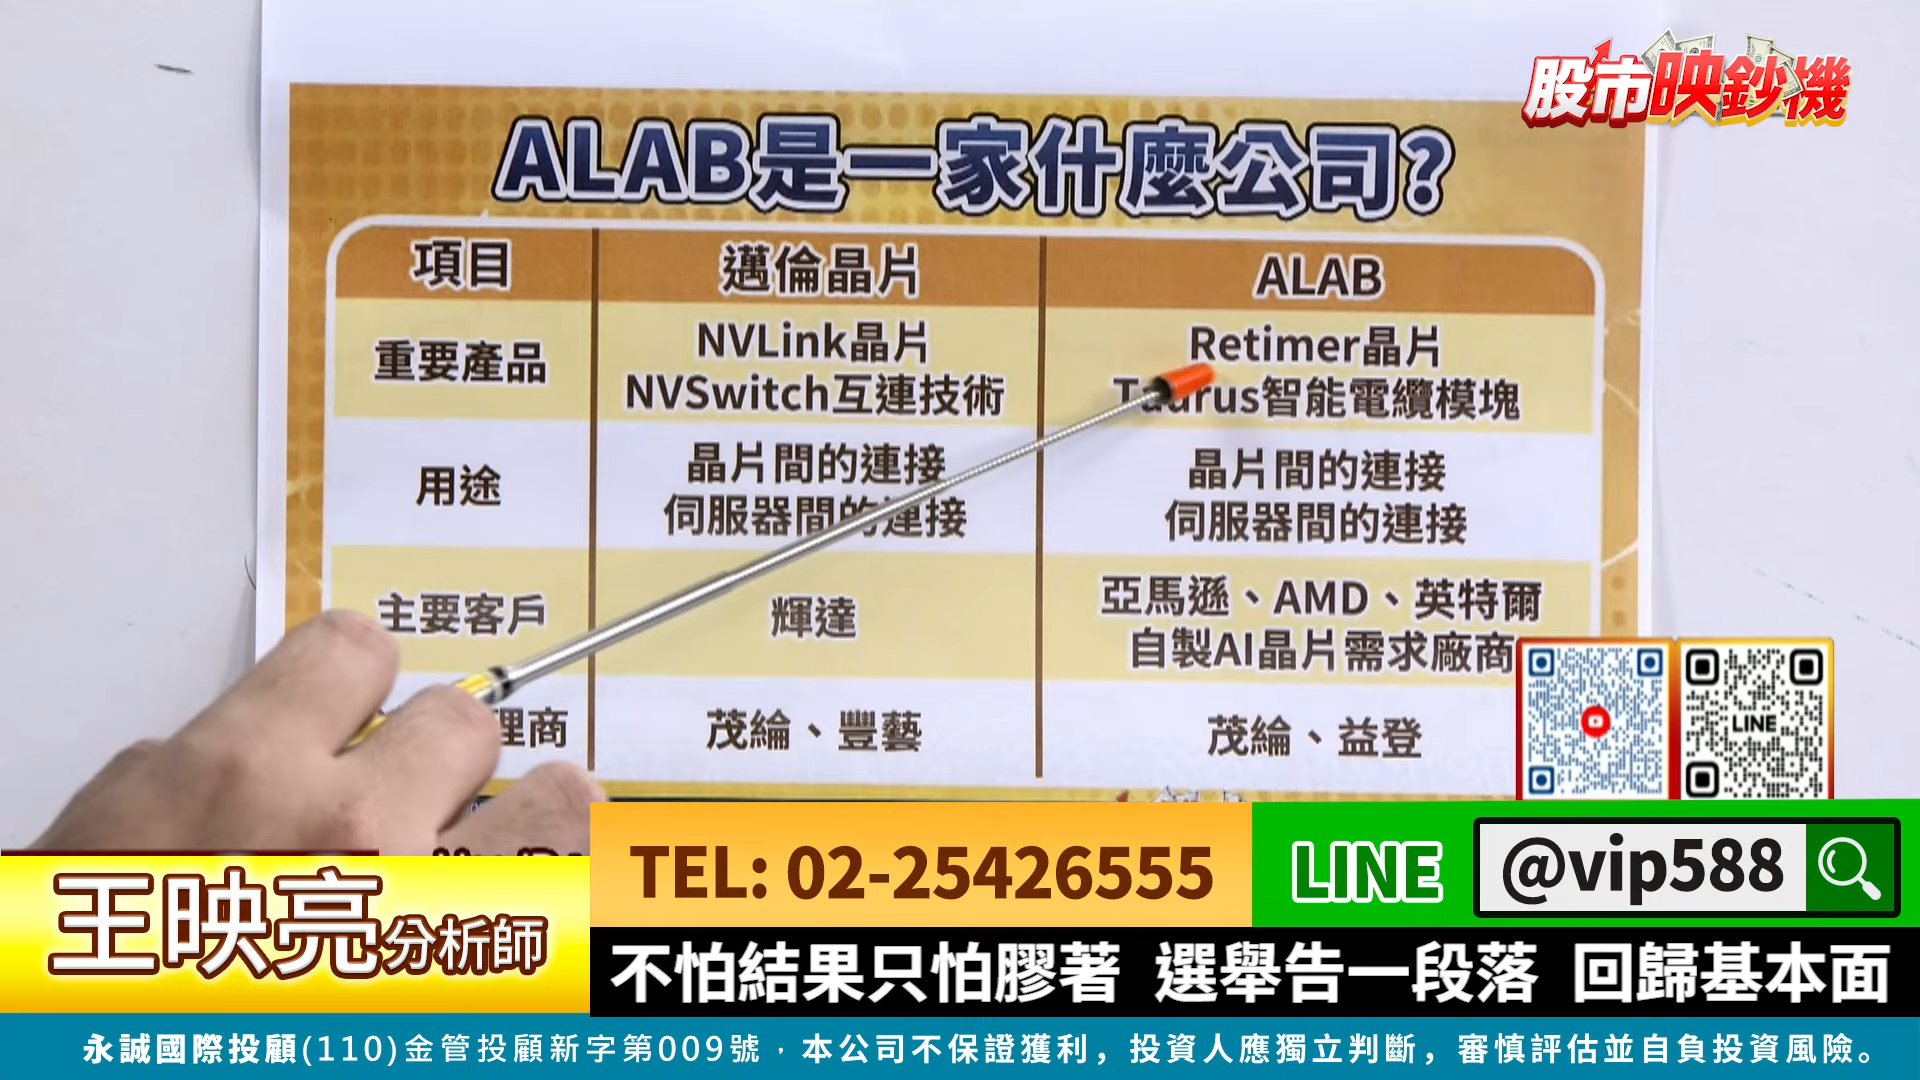 股市映鈔機
ALAB是一家什麼公司?
項目 邁倫晶片 ALAB
重要產品 NVLink晶片 Retimer晶片
NVSwitch互連技術 Taurus智能電纜模塊
用途 晶片間的連接 晶片間的連接
伺服器間的連接 伺服器間的連接
主要客戶 輝達 亞馬遜、AMD、英特爾
自製AI晶片需求廠商
理商 茂綸、豐藝 茂綸、益登
LINE
TEL: 02-25426555 LINE @vip588
王映亮分析師
不怕結果只怕膠著 選舉告一段落 回歸基本面
永誠國際投顧(110)金管投顧新字第009號，本公司不保證獲利，投資人應獨立判斷，審慎評估並自負投資風險。